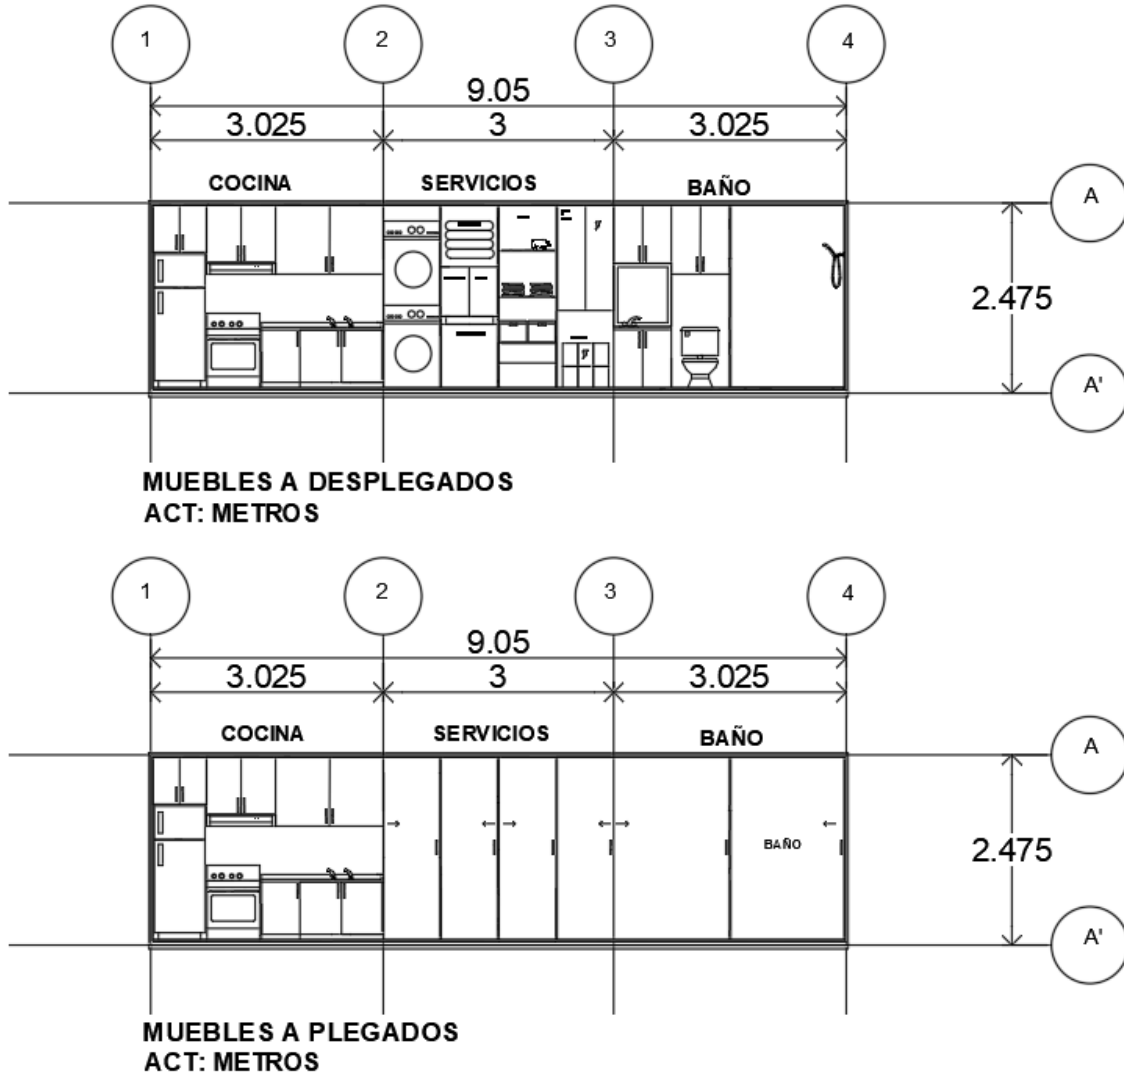 1 2 3 4
9.05
3.025 3 3.025
COCINA SERVICIOS BAÑO
A
2.475
A'
MUEBLES A DESPLEGADOS
ACT: METROS
1 2 3 4
9.05
3.025 3 3.025
COCINA SERVICIOS BAÑO
A
BAÑO
2.475
A'
MUEBLES A PLEGADOS
ACT: METROS